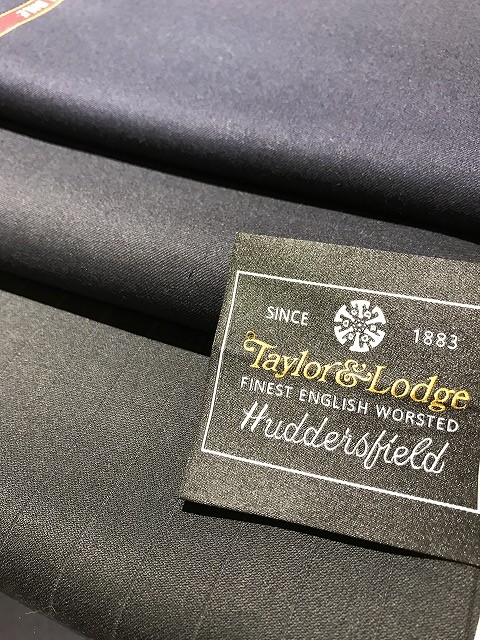 SINCE 1883
Taylor & Lodge
FINEST ENGLISH WORSTED
Huddersfield